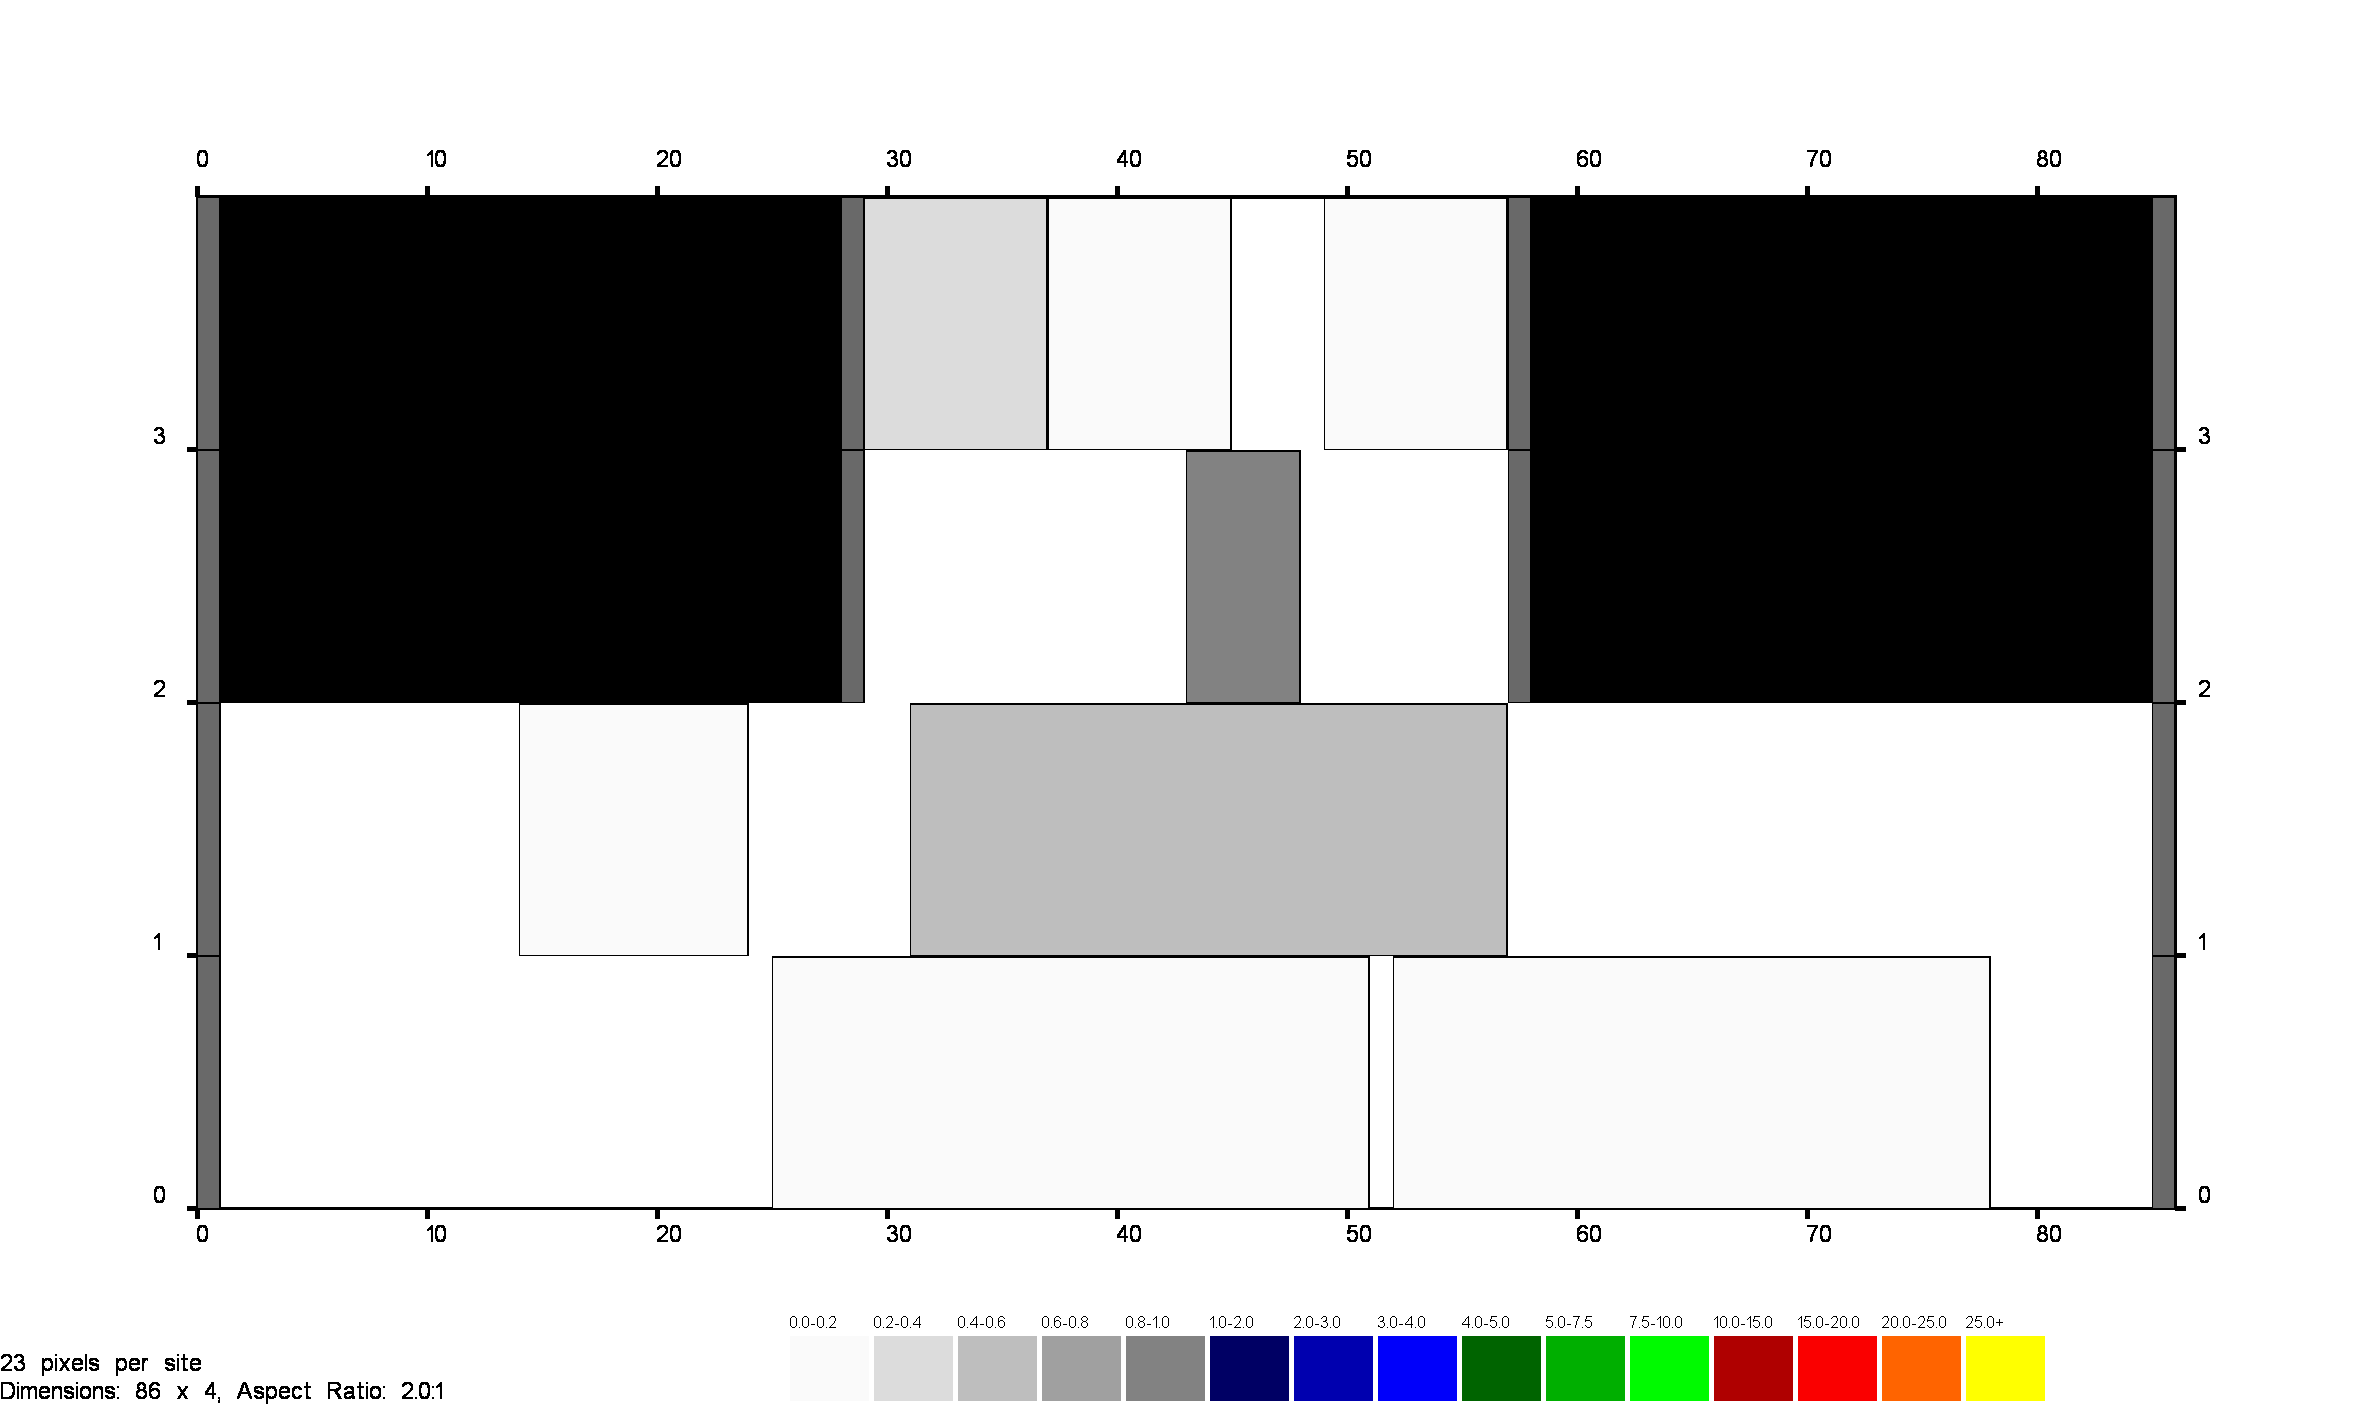 0 10 20 30 40 50 60 70 80
3 3
2 2
1 1
0 0
0 10 20 30 40 50 60 70 80
0.0-0.2 0.2-0.4 0.4-0.6 0.6-0.8 0.8-1.0 1.0-2.0 2.0-3.0 3.0-4.0 4.0-5.0 5.0-7.5 7.5-10.0 10.0-15.0 15.0-20.0 20.0-25.0 25.0+
23 pixels per site
Dimensions: 86 x 4, Aspect Ratio: 2.0:1